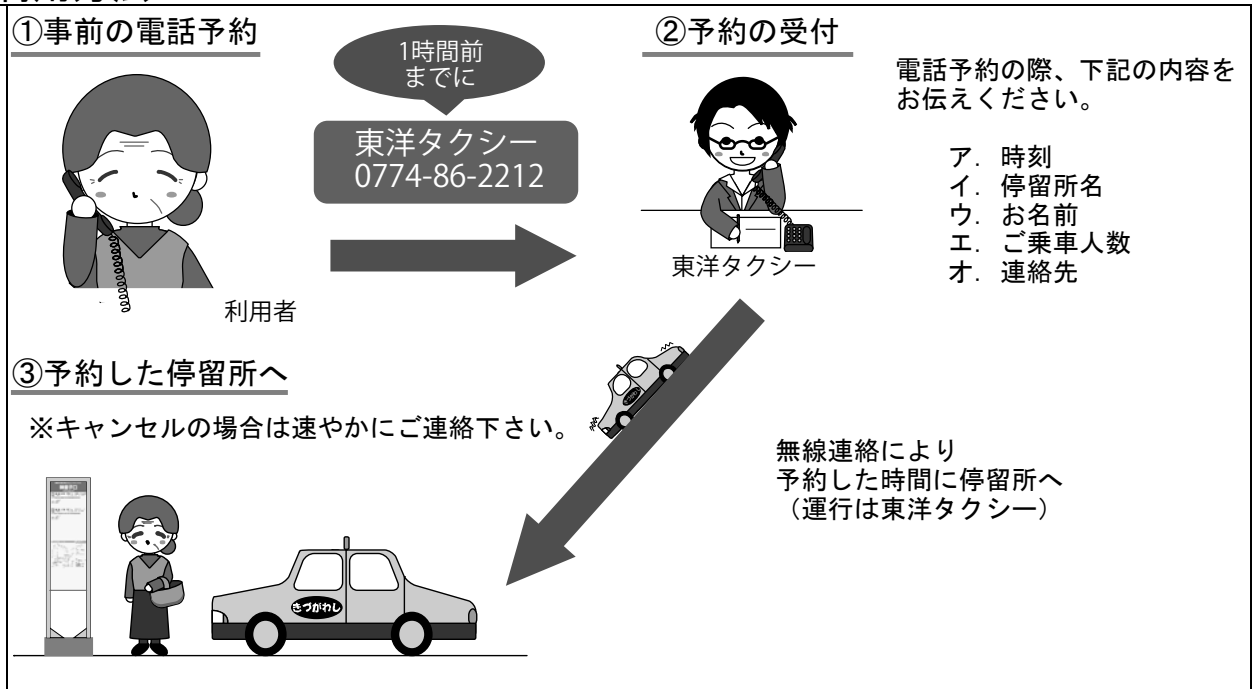 ①事前の電話予約
1時間前
までに
東洋タクシー
0774-86-2212
利用者
②予約の受付
東洋タクシー
電話予約の際、下記の内容を
お伝えください。
ア．時刻
イ．停留所名
ウ．お名前
エ．ご乗車人数
オ．連絡先
③予約した停留所へ
※キャンセルの場合は速やかにご連絡下さい。
無線連絡により
予約した時間に停留所へ
（運行は東洋タクシー）
きづがわし